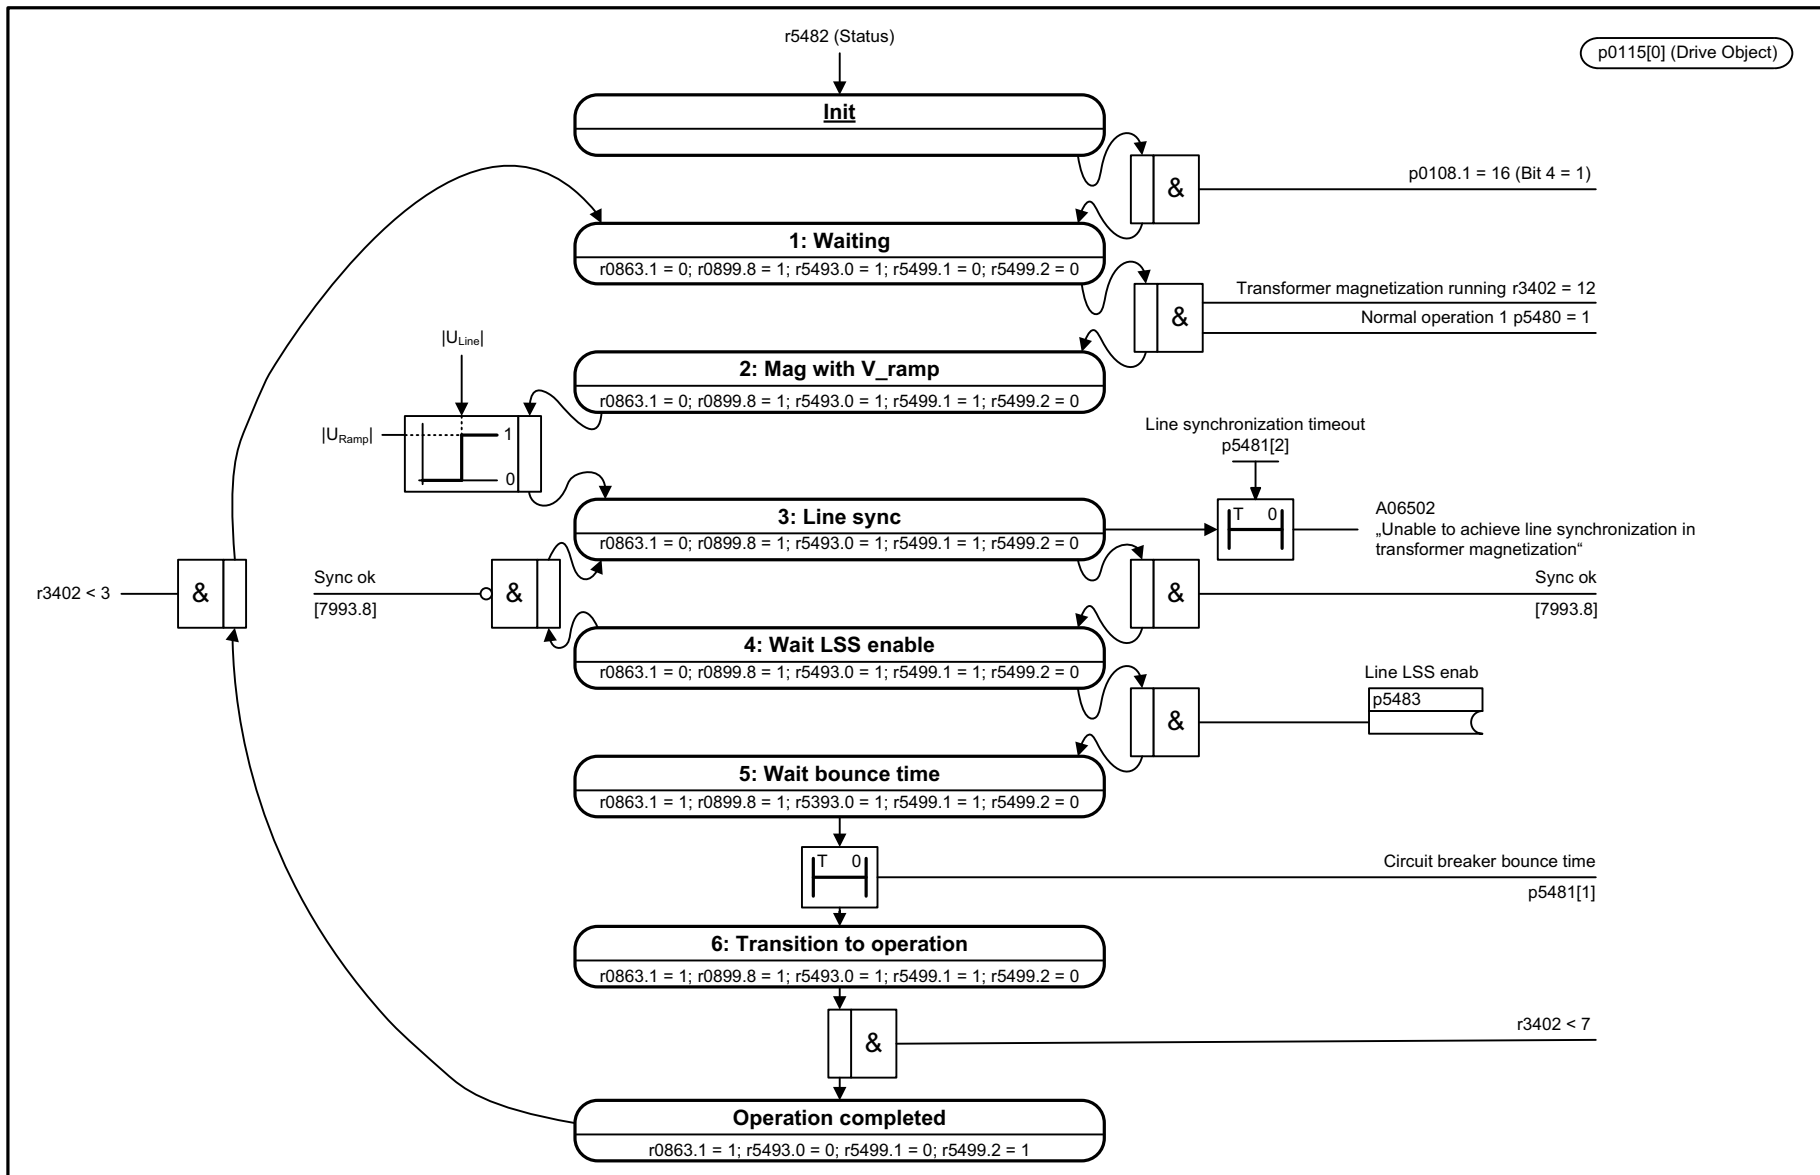 r5482 (Status)
p0115[0] (Drive Object)
Init
&
p0108.1 = 16 (Bit 4 = 1)
1: Waiting
r0863.1 = 0; r0899.8 = 1; r5493.0 = 1; r5499.1 = 0; r5499.2 = 0
&
Transformer magnetization running r3402 = 12
Normal operation 1 p5480 = 1
|ULine|
2: Mag with V_ramp
r0863.1 = 0; r0899.8 = 1; r5493.0 = 1; r5499.1 = 1; r5499.2 = 0
|URamp|
1
0
Line synchronization timeout
p5481[2]
3: Line sync
r0863.1 = 0; r0899.8 = 1; r5493.0 = 1; r5499.1 = 1; r5499.2 = 0
T 0
A06502
„Unable to achieve line synchronization in
transformer magnetization“
r3402 < 3
&
Sync ok
[7993.8]
&
&
Sync ok
[7993.8]
4: Wait LSS enable
r0863.1 = 0; r0899.8 = 1; r5493.0 = 1; r5499.1 = 1; r5499.2 = 0
&
Line LSS enab
p5483
5: Wait bounce time
r0863.1 = 1; r0899.8 = 1; r5393.0 = 1; r5499.1 = 1; r5499.2 = 0
T 0
Circuit breaker bounce time
p5481[1]
6: Transition to operation
r0863.1 = 1; r0899.8 = 1; r5493.0 = 1; r5499.1 = 1; r5499.2 = 0
&
r3402 < 7
Operation completed
r0863.1 = 1; r5493.0 = 0; r5499.1 = 0; r5499.2 = 1